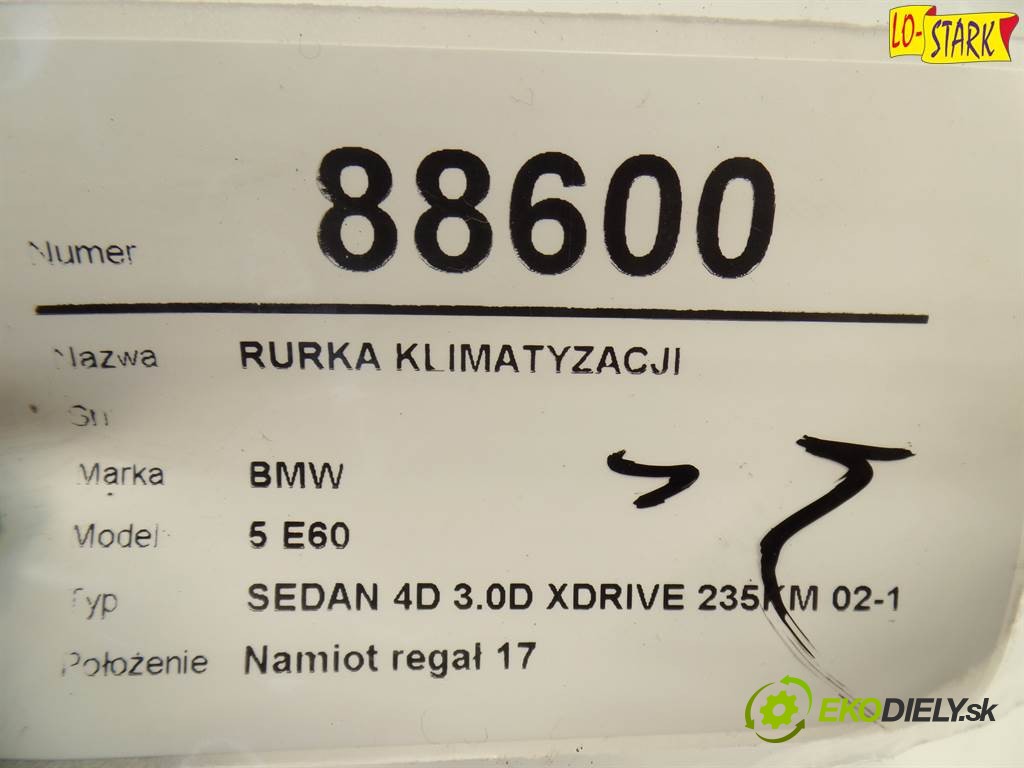 LO-STARK
Numer 88600
Nazwa RURKA KLIMATYZACJI
Marka BMW
Model 5 E60
Typ SEDAN 4D 3.0D XDRIVE 235KM 02-1
Położenie Namiot regał 17
EKODIELY.sk